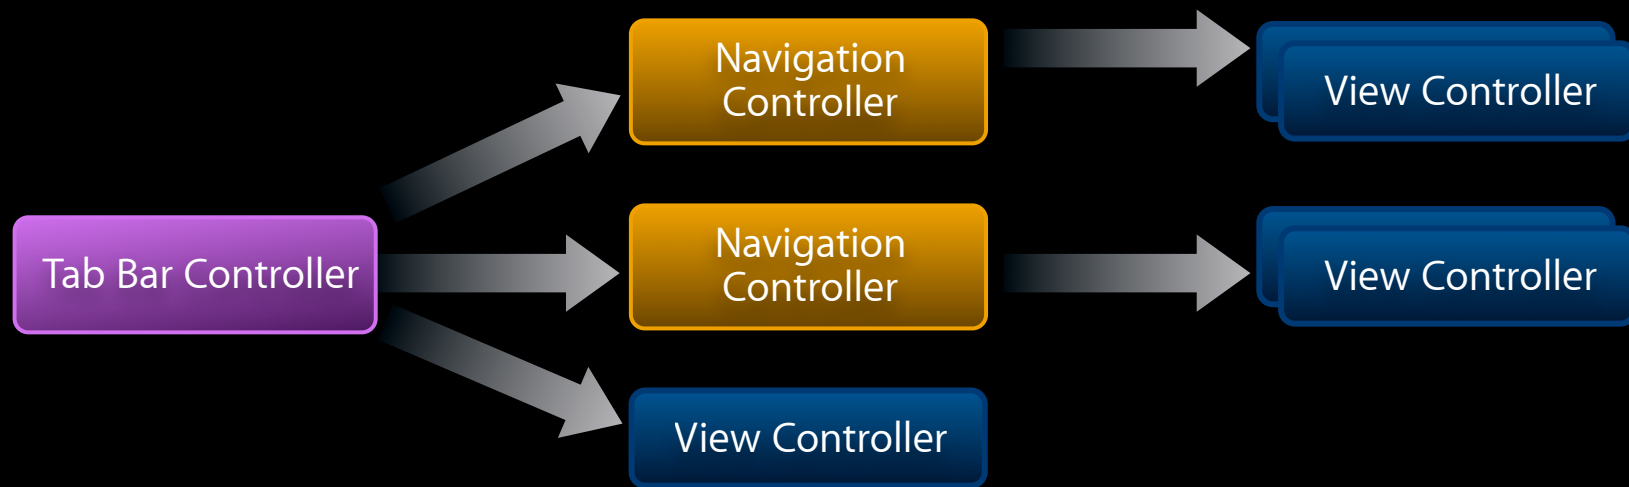 Navigation
Controller
View Controller
Tab Bar Controller
Navigation
Controller
View Controller
View Controller